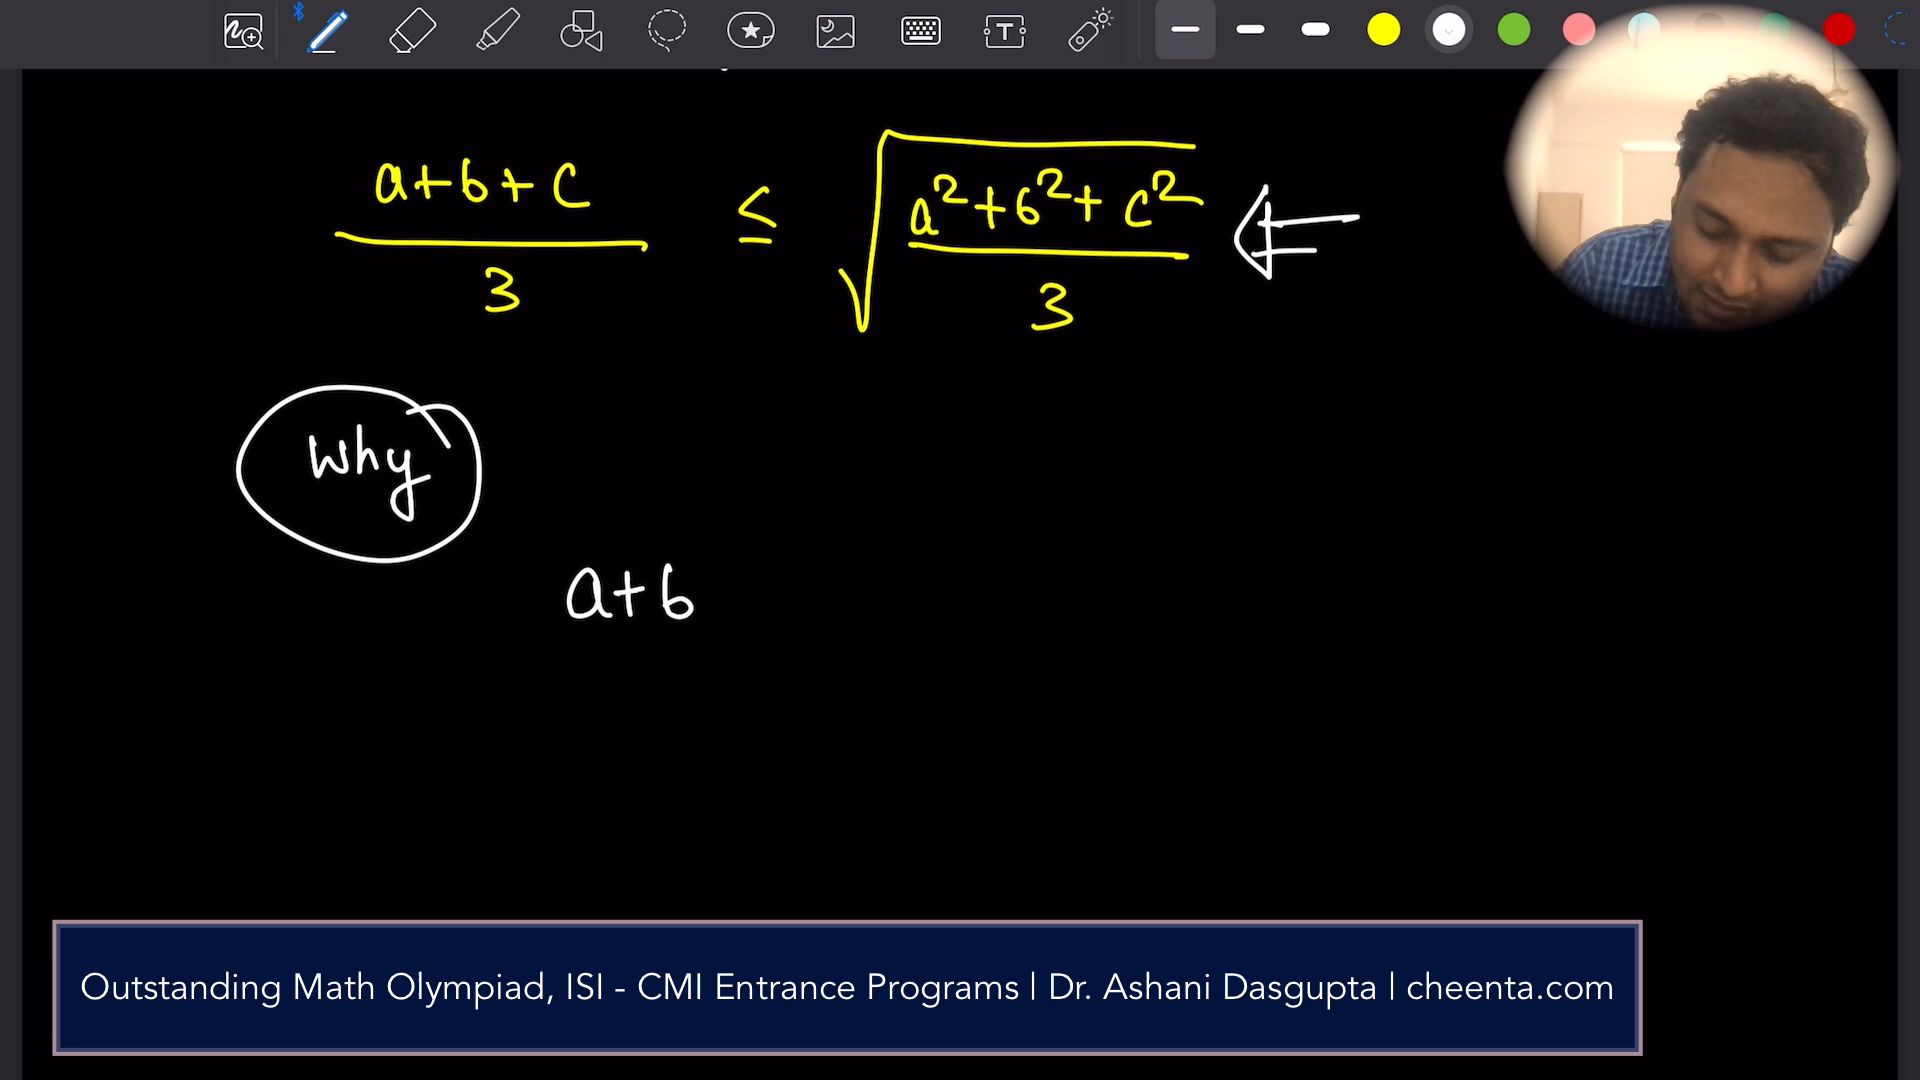 a+b+c
3
≤
√
a²+b²+c²
3
⇐
Why
a+b
Outstanding Math Olympiad, ISI - CMI Entrance Programs | Dr. Ashani Dasgupta | cheenta.com